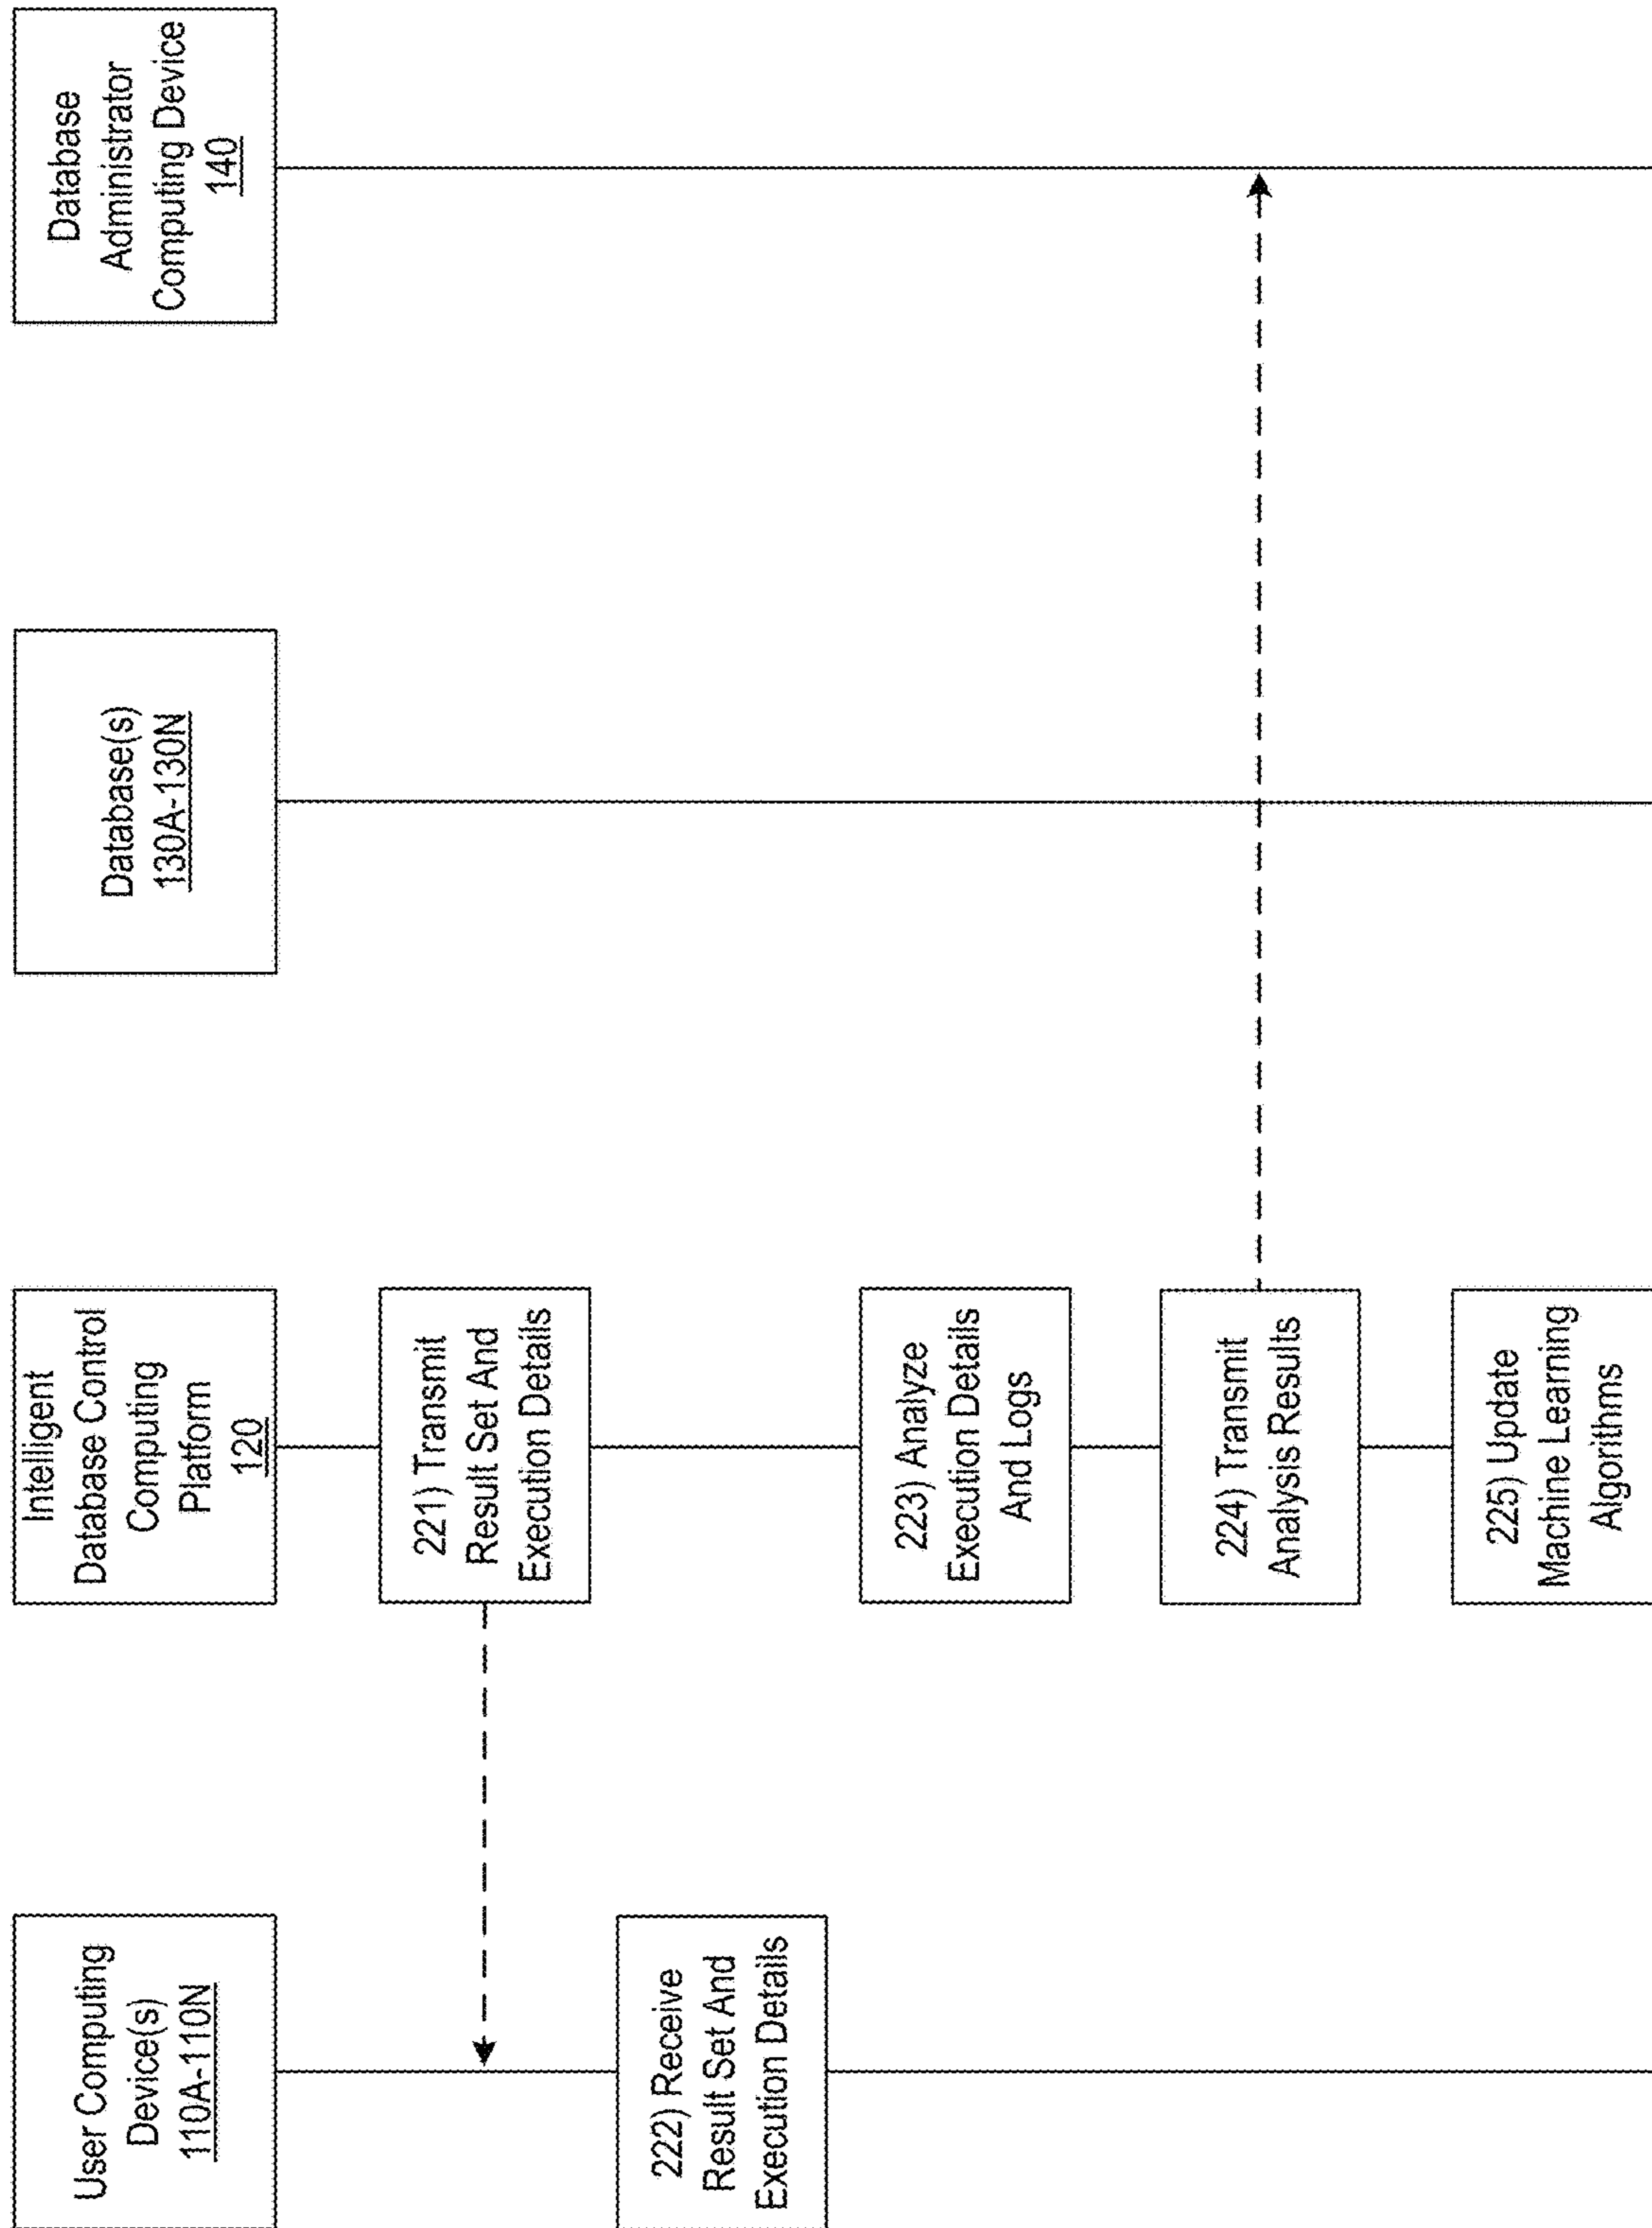 User Computing
Device(s)
110A-110N
Intelligent
Database Control
Computing
Platform
120
Database(s)
130A-130N
Database
Administrator
Computing Device
140
221) Transmit
Result Set And
Execution Details
222) Receive
Result Set And
Execution Details
223) Analyze
Execution Details
And Logs
224) Transmit
Analysis Results
225) Update
Machine Learning
Algorithms